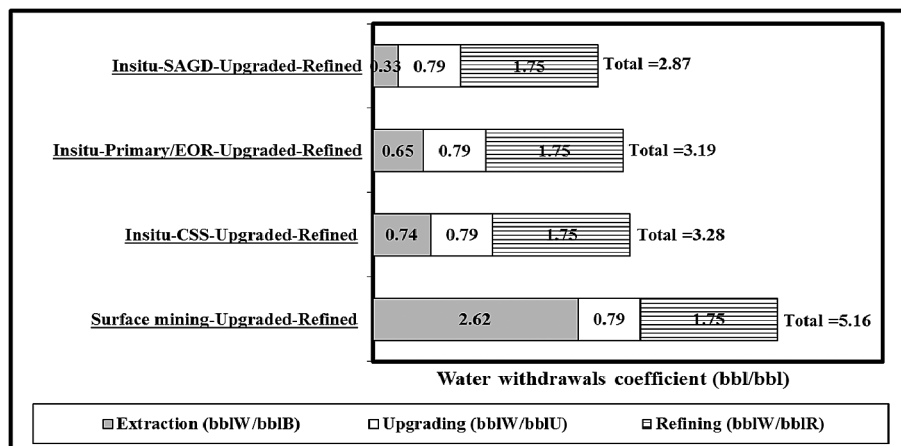 Insitu-SAGD-Upgraded-Refined 0.33 0.79 1.75 Total =2.87
Insitu-Primary/EOR-Upgraded-Refined 0.65 0.79 1.75 Total =3.19
Insitu-CSS-Upgraded-Refined 0.74 0.79 1.75 Total =3.28
Surface mining-Upgraded-Refined 2.62 0.79 1.75 Total =5.16
Water withdrawals coefficient (bbl/bbl)
Extraction (bblW/bblB) Upgrading (bblW/bblU) Refining (bblW/bblR)